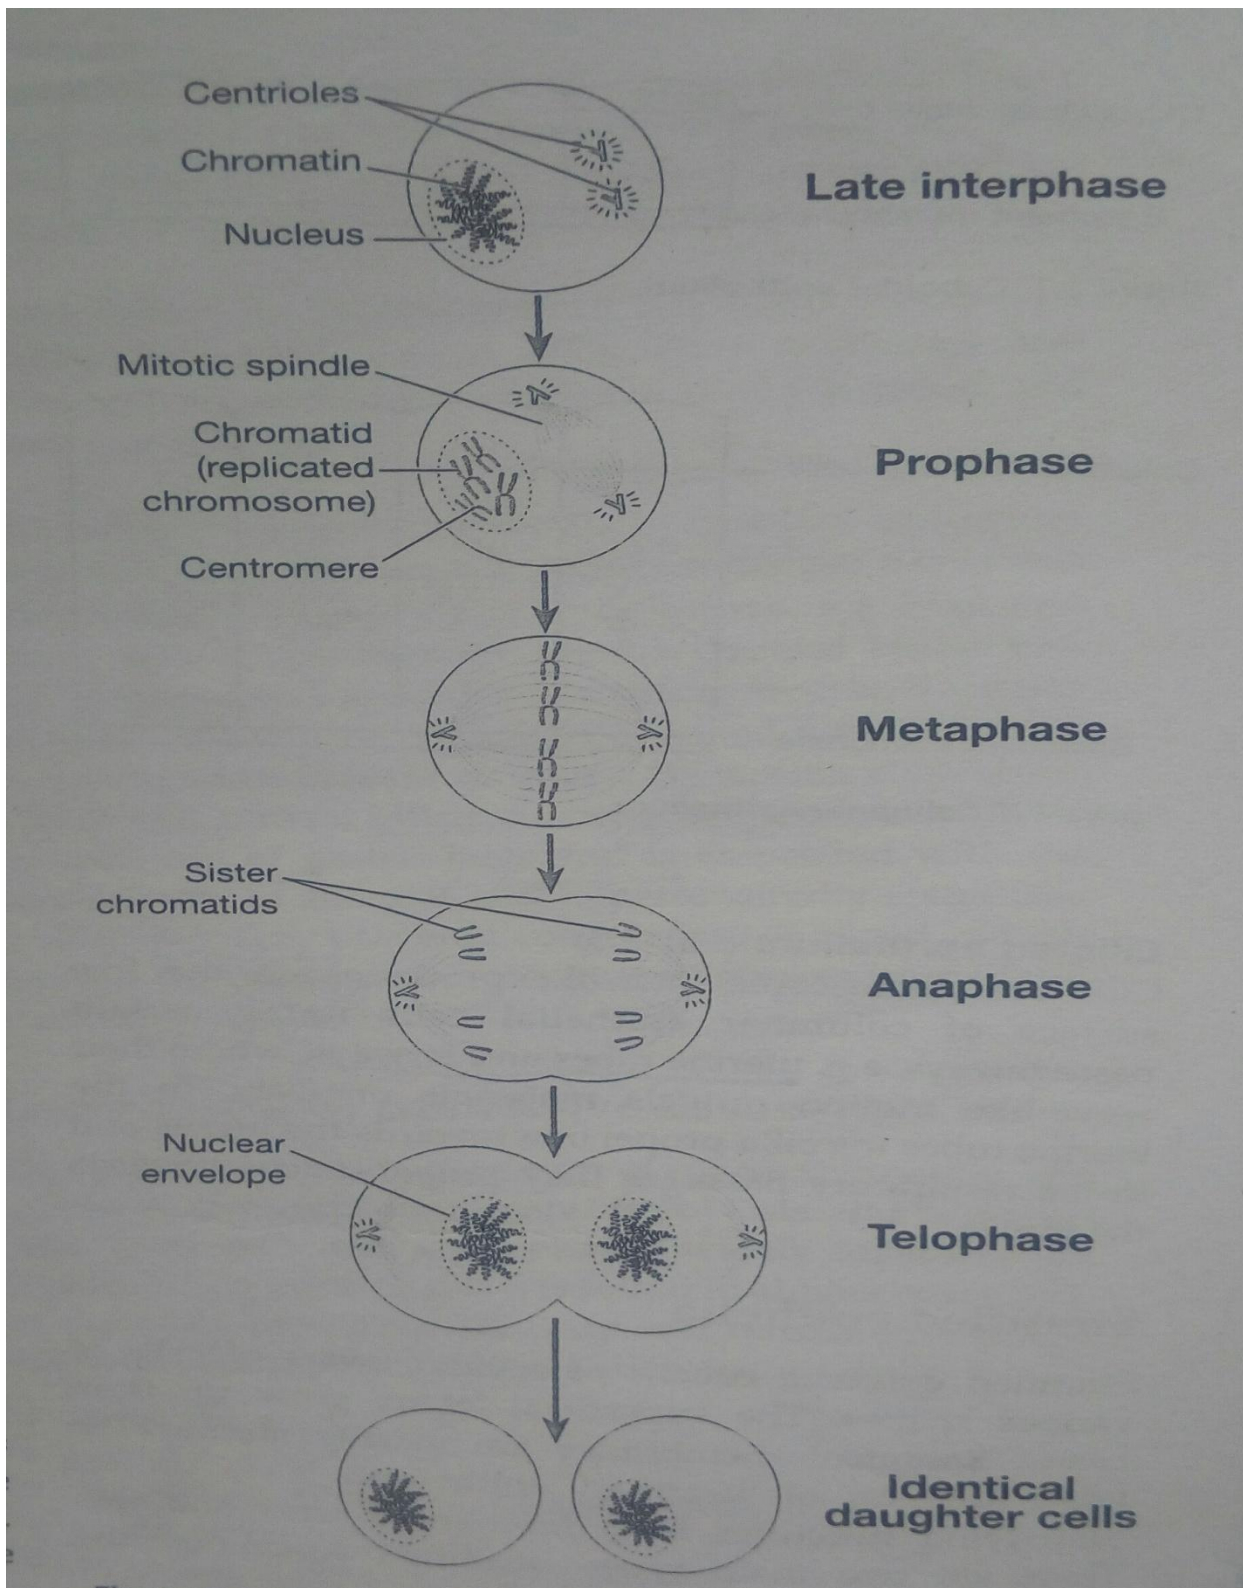 Centrioles
Chromatin
Nucleus
Late interphase
Mitotic spindle
Chromatid
(replicated
chromosome)
Centromere
Prophase
Metaphase
Sister
chromatids
Anaphase
Nuclear
envelope
Telophase
Identical
daughter cells